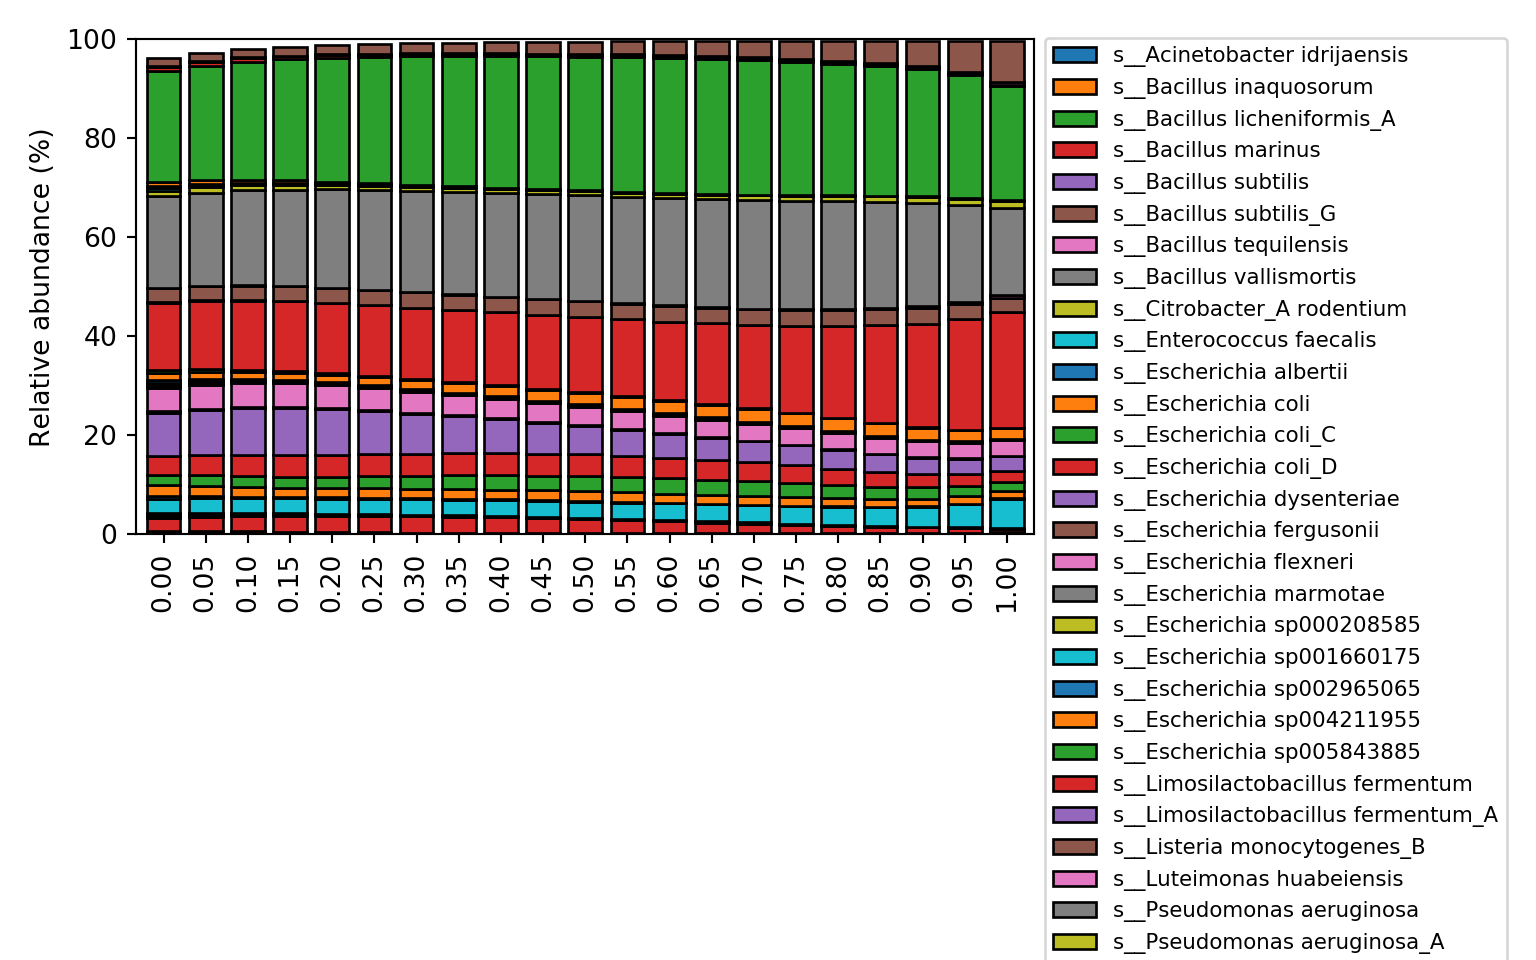 100
80
60
40
20
0
Relative abundance (%)
0.00
0.05
0.10
0.15
0.20
0.25
0.30
0.35
0.40
0.45
0.50
0.55
0.60
0.65
0.70
0.75
0.80
0.85
0.90
0.95
1.00
s__Acinetobacter idrijaensis
s__Bacillus inaquosorum
s__Bacillus licheniformis_A
s__Bacillus marinus
s__Bacillus subtilis
s__Bacillus subtilis_G
s__Bacillus tequilensis
s__Bacillus vallismortis
s__Citrobacter_A rodentium
s__Enterococcus faecalis
s__Escherichia albertii
s__Escherichia coli
s__Escherichia coli_C
s__Escherichia coli_D
s__Escherichia dysenteriae
s__Escherichia fergusonii
s__Escherichia flexneri
s__Escherichia marmotae
s__Escherichia sp000208585
s__Escherichia sp001660175
s__Escherichia sp002965065
s__Escherichia sp004211955
s__Escherichia sp005843885
s__Limosilactobacillus fermentum
s__Limosilactobacillus fermentum_A
s__Listeria monocytogenes_B
s__Luteimonas huabeiensis
s__Pseudomonas aeruginosa
s__Pseudomonas aeruginosa_A